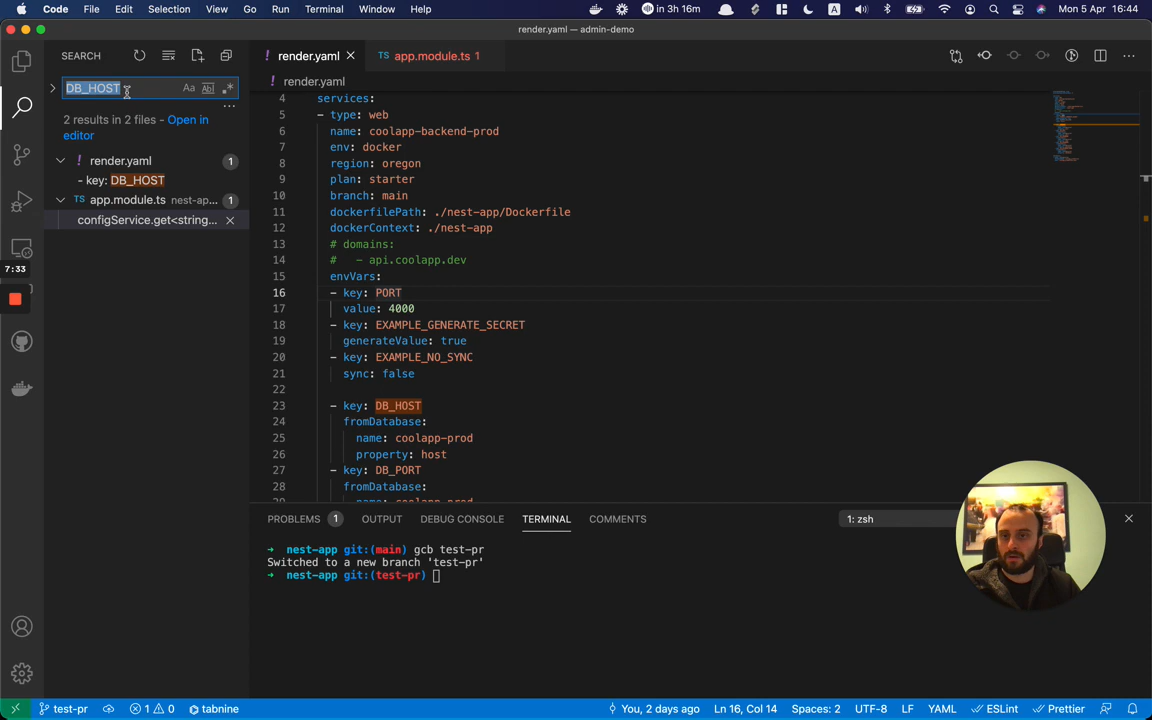 Code File Edit Selection View Go Run Terminal Window Help in 3h 16m A Mon 5 Apr 16:44
render.yaml — admin-demo
SEARCH
DB_HOST
Aa Abl .*
2 results in 2 files - Open in
editor
! render.yaml 1
- key: DB_HOST
TS app.module.ts nest-ap... 1
configService.get<string...
7:33
! render.yaml
TS app.module.ts 1
! render.yaml
4 services:
5 - type: web
6 name: coolapp-backend-prod
7 env: docker
8 region: oregon
9 plan: starter
10 branch: main
11 dockerfilePath: ./nest-app/Dockerfile
12 dockerContext: ./nest-app
13 # domains:
14 # - api.coolapp.dev
15 envVars:
16 - key: PORT
17 value: 4000
18 - key: EXAMPLE_GENERATE_SECRET
19 generateValue: true
20 - key: EXAMPLE_NO_SYNC
21 sync: false
22
23 - key: DB_HOST
24 fromDatabase:
25 name: coolapp-prod
26 property: host
27 - key: DB_PORT
28 fromDatabase:
PROBLEMS 1 OUTPUT DEBUG CONSOLE TERMINAL COMMENTS 1: zsh
→ nest-app git:(main) gcb test-pr
Switched to a new branch 'test-pr'
→ nest-app git:(test-pr)
test-pr 1 0 tabnine You, 2 days ago Ln 16, Col 14 Spaces: 2 UTF-8 LF YAML ESLint Prettier